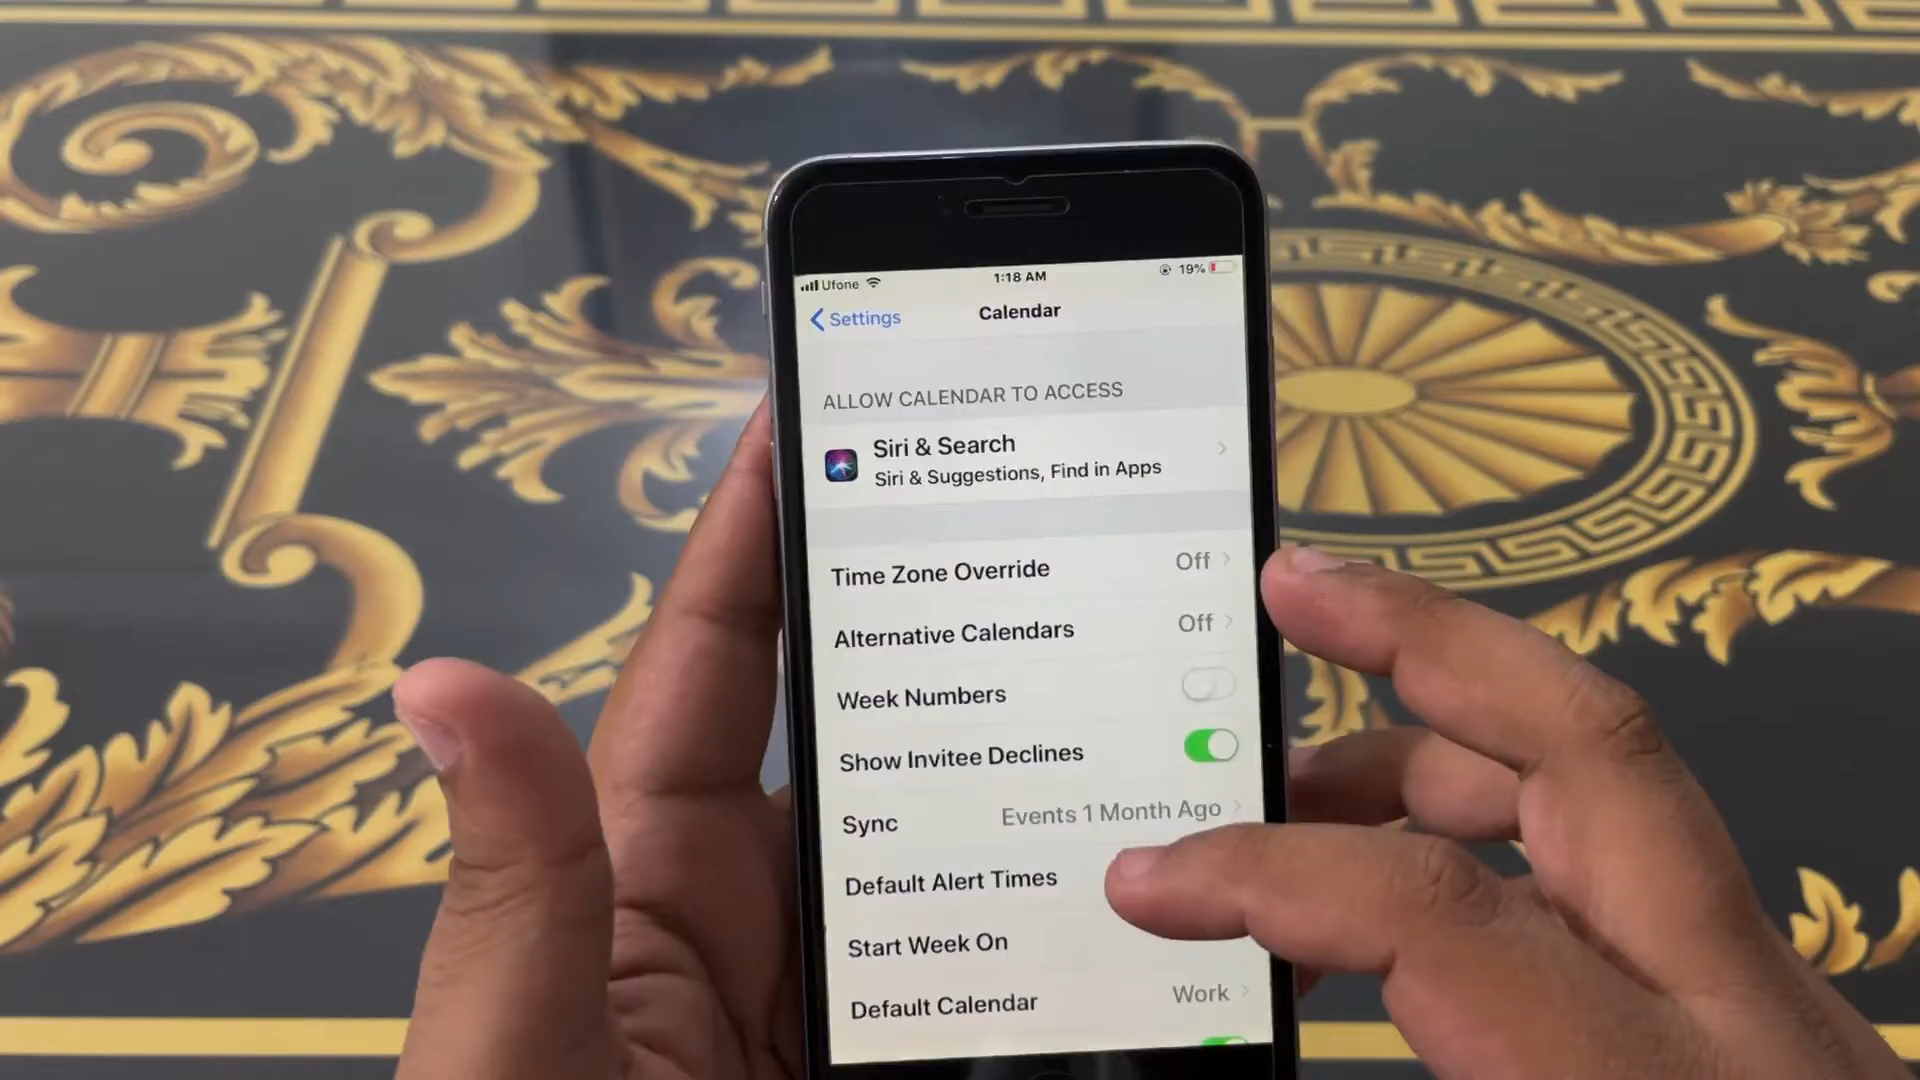 Ufone 1:18 AM 19%
Settings Calendar
ALLOW CALENDAR TO ACCESS
Siri & Search
Siri & Suggestions, Find in Apps
Time Zone Override Off
Alternative Calendars Off
Week Numbers
Show Invitee Declines
Sync Events 1 Month Ago
Default Alert Times
Start Week On
Default Calendar Work